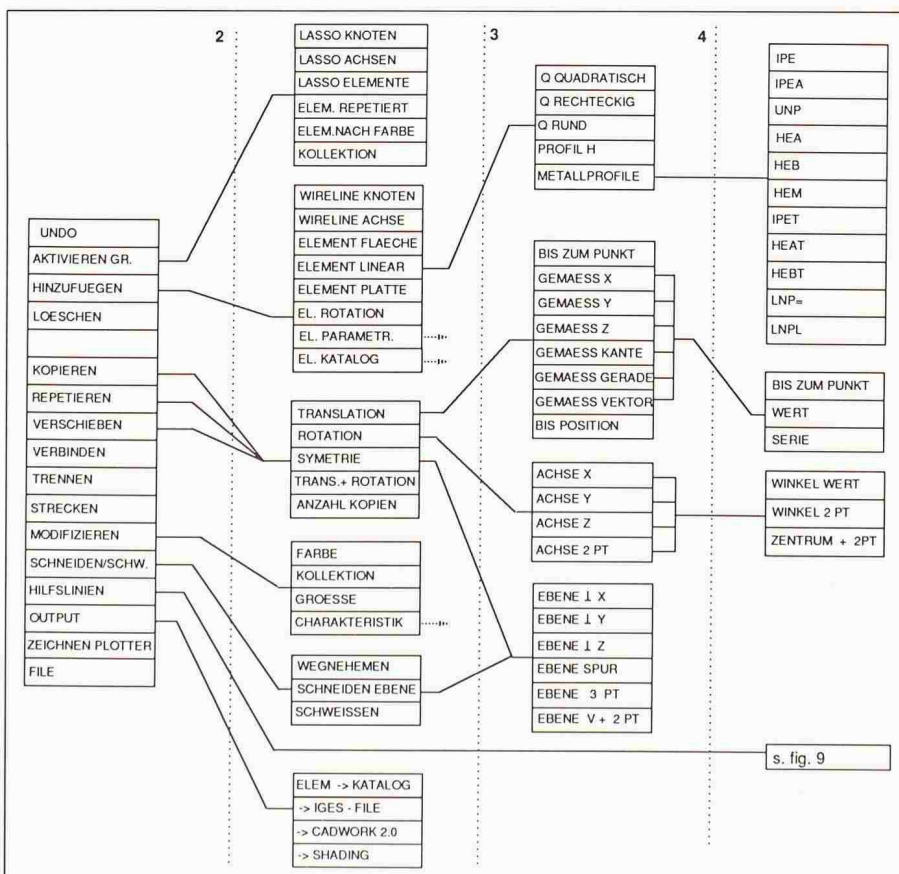 2
3
4
UNDO
AKTIVIEREN GR.
HINZUFUEGEN
LOESCHEN
KOPIEREN
REPETIEREN
VERSCHIEBEN
VERBINDEN
TRENNEN
STRECKEN
MODIFIZIEREN
SCHNEIDEN/SCHW.
HILFSLINIEN
OUTPUT
ZEICHNEN PLOTTER
FILE
LASSO KNOTEN
LASSO ACHSEN
LASSO ELEMENTE
ELEM. REPETIERT
ELEM.NACH FARBE
KOLLEKTION
WIRELINE KNOTEN
WIRELINE ACHSE
ELEMENT FLAECHE
ELEMENT LINEAR
ELEMENT PLATTE
EL. ROTATION
EL. PARAMETR.
EL. KATALOG
TRANSLATION
ROTATION
SYMETRIE
TRANS.+ ROTATION
ANZAHL KOPIEN
FARBE
KOLLEKTION
GROESSE
CHARAKTERISTIK
WEGNEHEMEN
SCHNEIDEN EBENE
SCHWEISSEN
ELEM -> KATALOG
-> IGES - FILE
-> CADWORK 2.0
-> SHADING
Q QUADRATISCH
Q RECHTECKIG
Q RUND
PROFIL H
METALLPROFILE
BIS ZUM PUNKT
GEMAESS X
GEMAESS Y
GEMAESS Z
GEMAESS KANTE
GEMAESS GERADE
GEMAESS VEKTOR
BIS POSITION
ACHSE X
ACHSE Y
ACHSE Z
ACHSE 2 PT
EBENE ⊥ X
EBENE ⊥ Y
EBENE ⊥ Z
EBENE SPUR
EBENE 3 PT
EBENE V + 2 PT
IPE
IPEA
UNP
HEA
HEB
HEM
IPET
HEAT
HEBT
LNP=
LNPL
BIS ZUM PUNKT
WERT
SERIE
WINKEL WERT
WINKEL 2 PT
ZENTRUM + 2PT
s. fig. 9